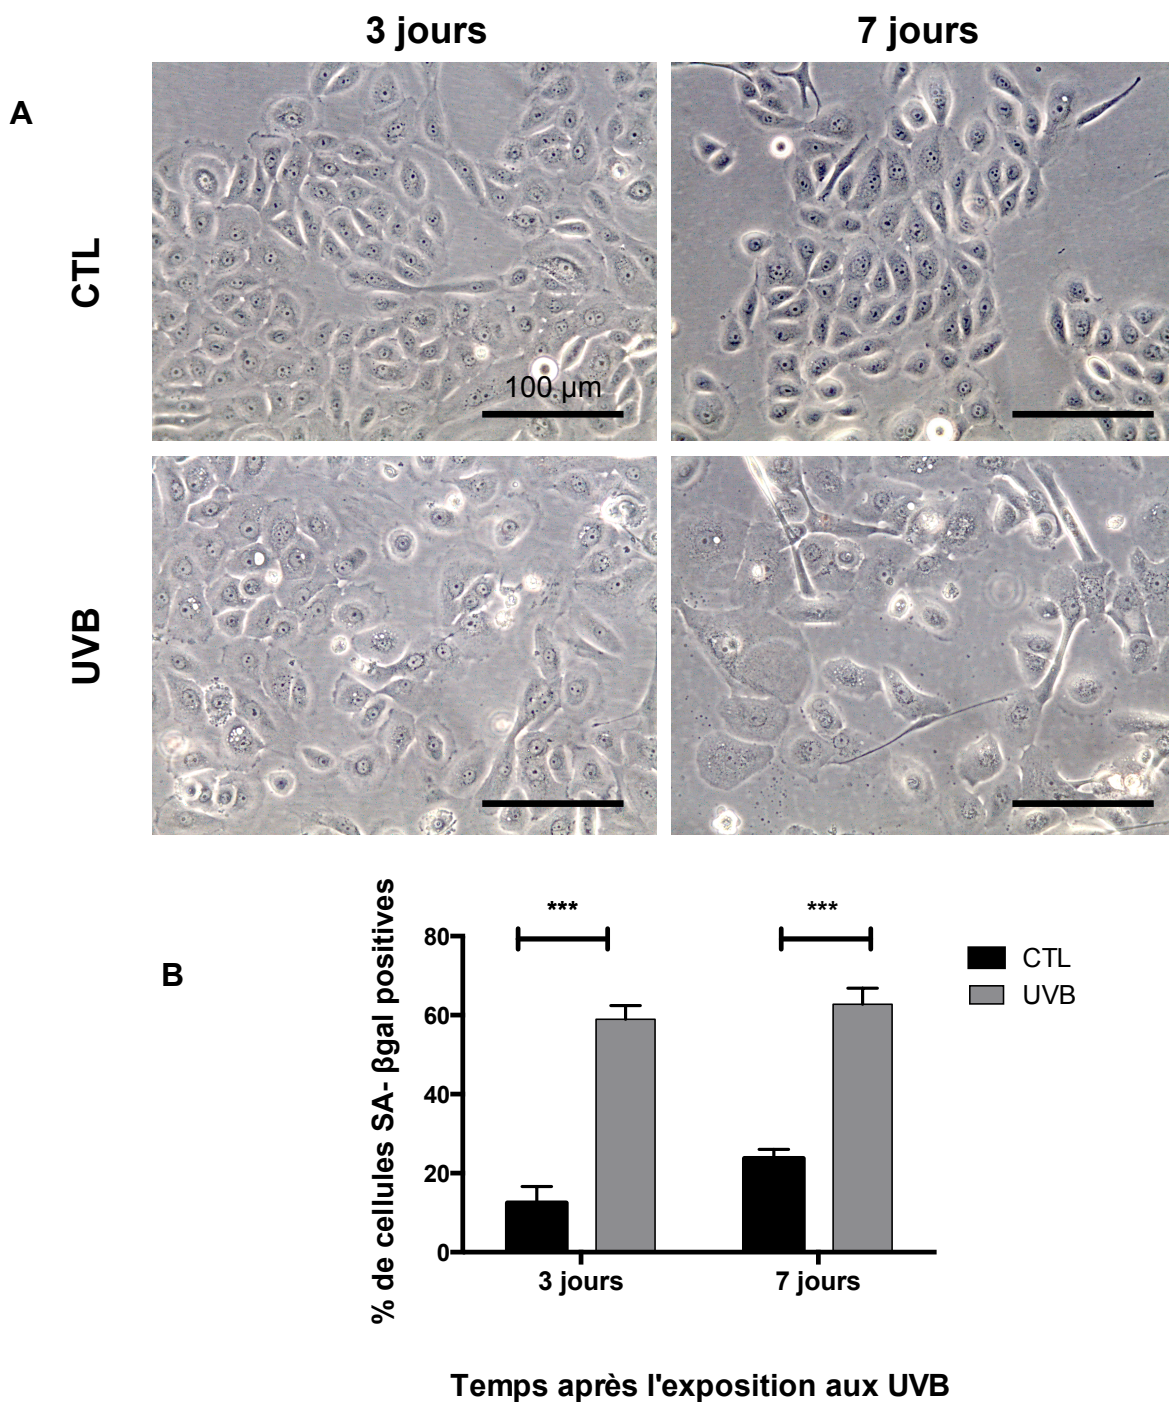 3 jours
7 jours
A
CTL
100 µm
UVB
B
% de cellules SA- βgal positives
80
60
40
20
0
***
***
CTL
UVB
3 jours
7 jours
Temps après l'exposition aux UVB